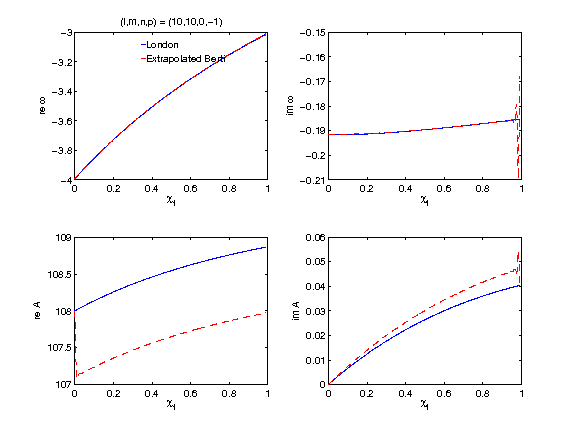 (l,m,n,p) = (10,10,0,-1)
London
Extrapolated Berti
re ω
-3
-3.2
-3.4
-3.6
-3.8
-4
0 0.2 0.4 0.6 0.8 1
χf
im ω
-0.15
-0.16
-0.17
-0.18
-0.19
-0.2
-0.21
0 0.2 0.4 0.6 0.8 1
χf
re A
109
108.5
108
107.5
107
0 0.2 0.4 0.6 0.8 1
χf
im A
0.06
0.05
0.04
0.03
0.02
0.01
0
0 0.2 0.4 0.6 0.8 1
χf